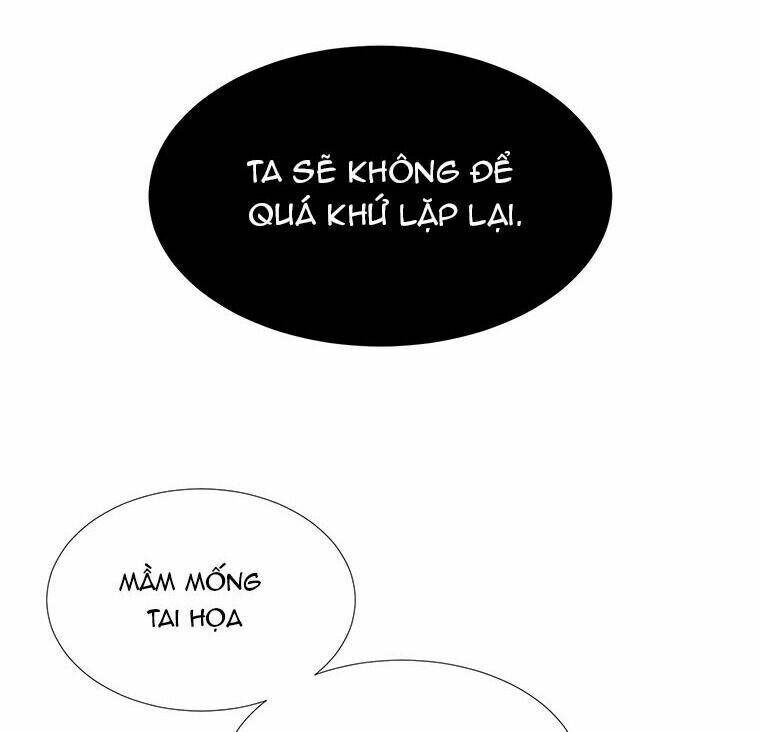 TA SẼ KHÔNG ĐỂ
QUÁ KHỨ LẶP LẠI.
MẦM MỐNG
TAI HỌA